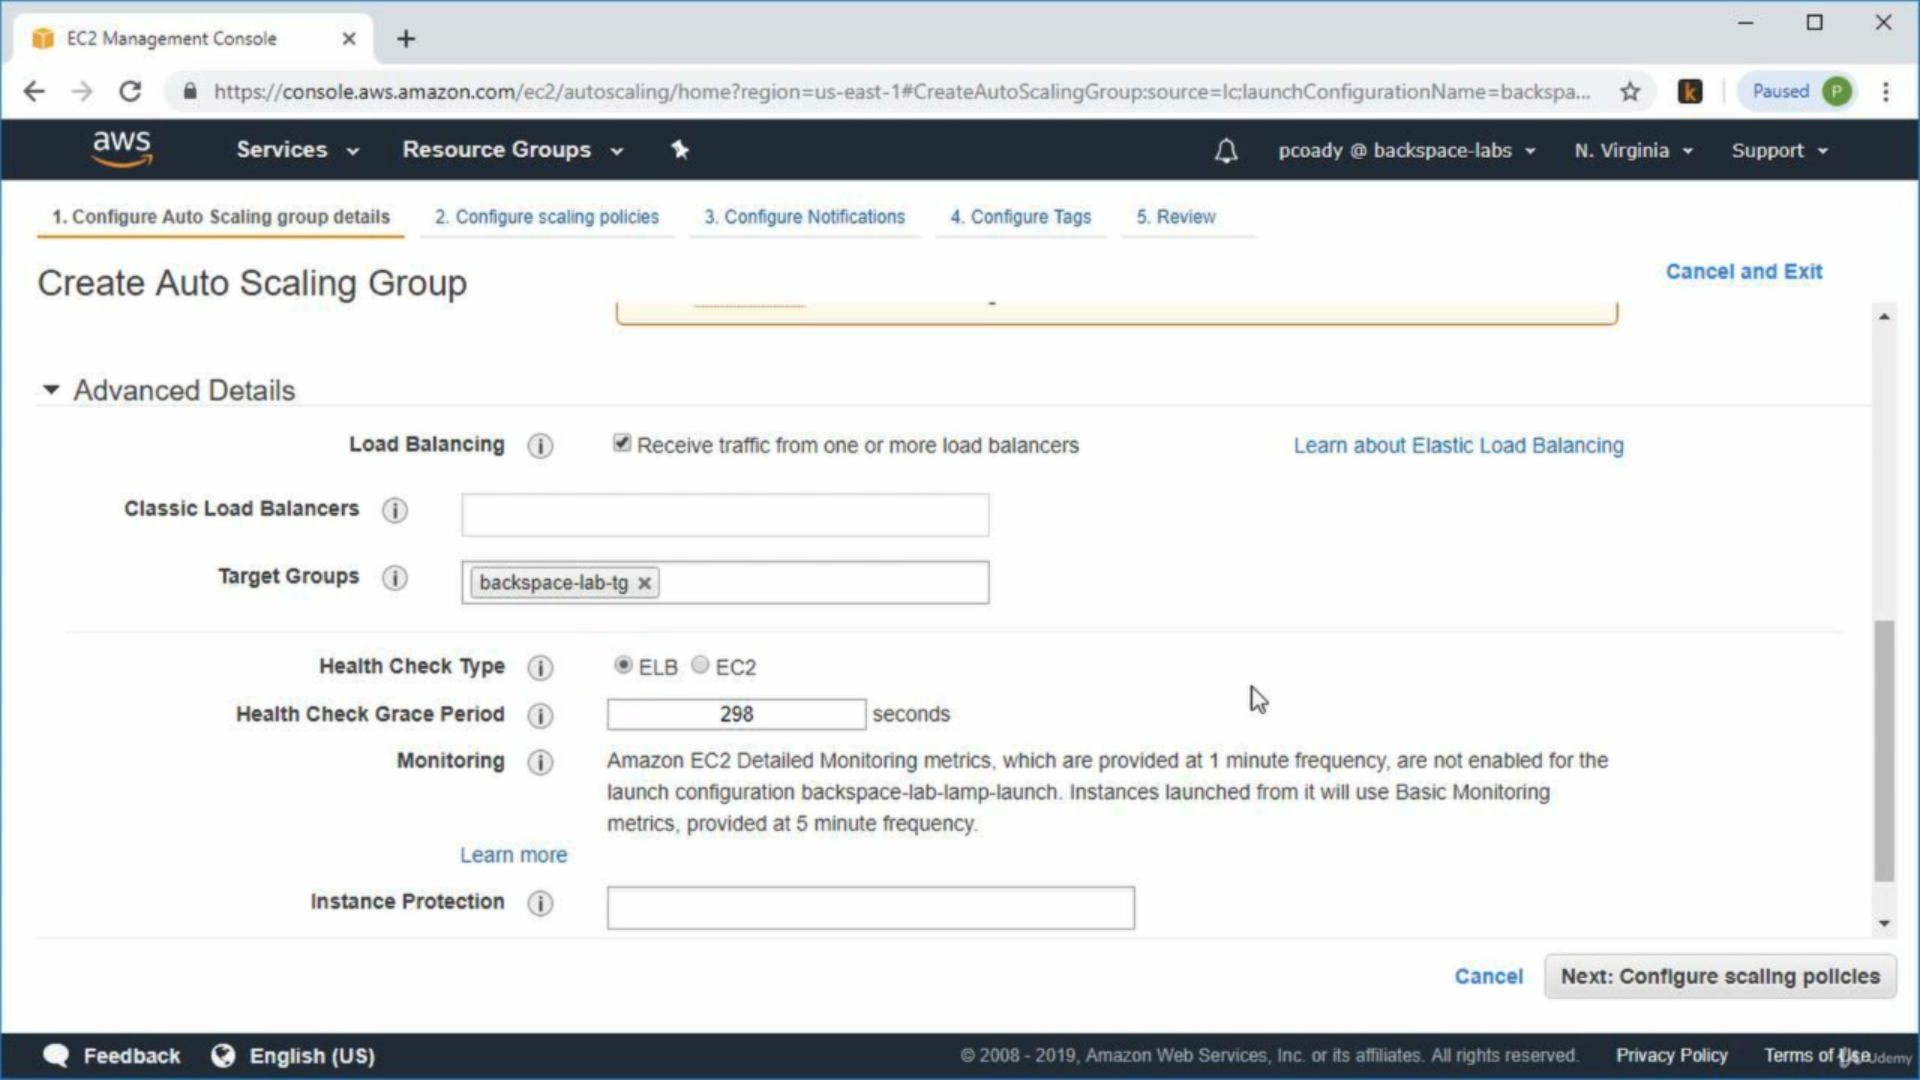 EC2 Management Console
https://console.aws.amazon.com/ec2/autoscaling/home?region=us-east-1#CreateAutoScalingGroup:source=lc;launchConfigurationName=backspa...
k
Paused P
aws Services Resource Groups pcoady @ backspace-labs N. Virginia Support
1. Configure Auto Scaling group details 2. Configure scaling policies 3. Configure Notifications 4. Configure Tags 5. Review
Create Auto Scaling Group
Cancel and Exit
Advanced Details
Load Balancing i Receive traffic from one or more load balancers Learn about Elastic Load Balancing
Classic Load Balancers i
Target Groups i backspace-lab-tg ×
Health Check Type i ELB EC2
Health Check Grace Period i 298 seconds
Monitoring i Amazon EC2 Detailed Monitoring metrics, which are provided at 1 minute frequency, are not enabled for the
launch configuration backspace-lab-lamp-launch. Instances launched from it will use Basic Monitoring
metrics, provided at 5 minute frequency.
Learn more
Instance Protection i
Cancel Next: Configure scaling policies
Feedback English (US) © 2008 - 2019, Amazon Web Services, Inc. or its affiliates. All rights reserved. Privacy Policy Terms of Use
Udemy